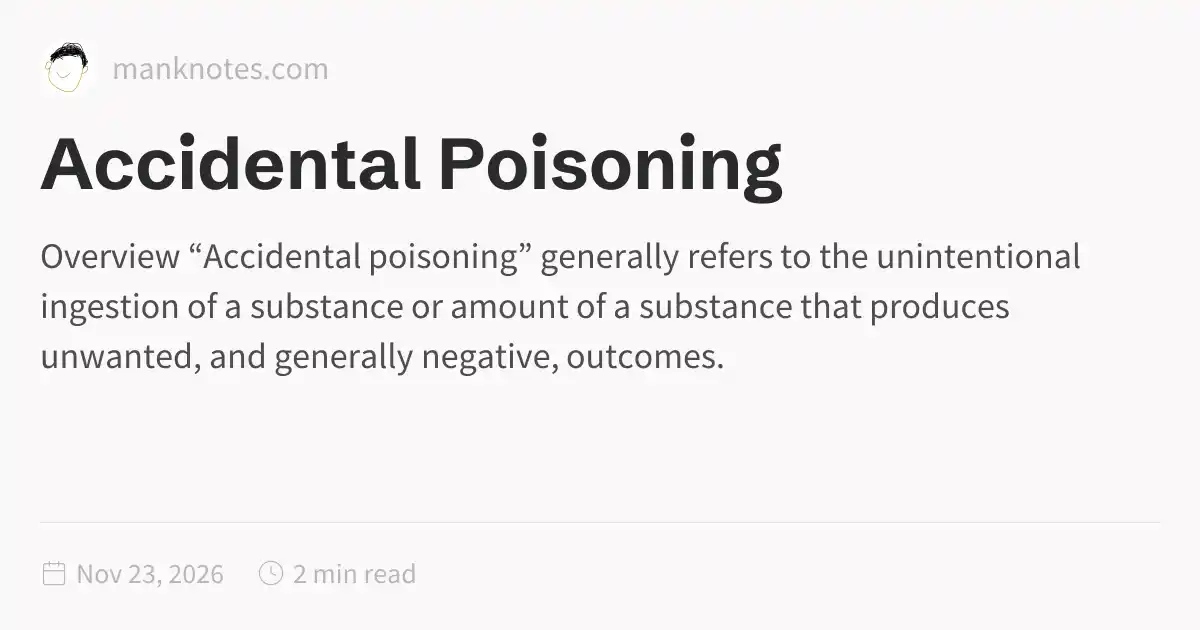 manknotes.com
Accidental Poisoning
Overview “Accidental poisoning” generally refers to the unintentional
ingestion of a substance or amount of a substance that produces
unwanted, and generally negative, outcomes.
Nov 23, 2026 2 min read